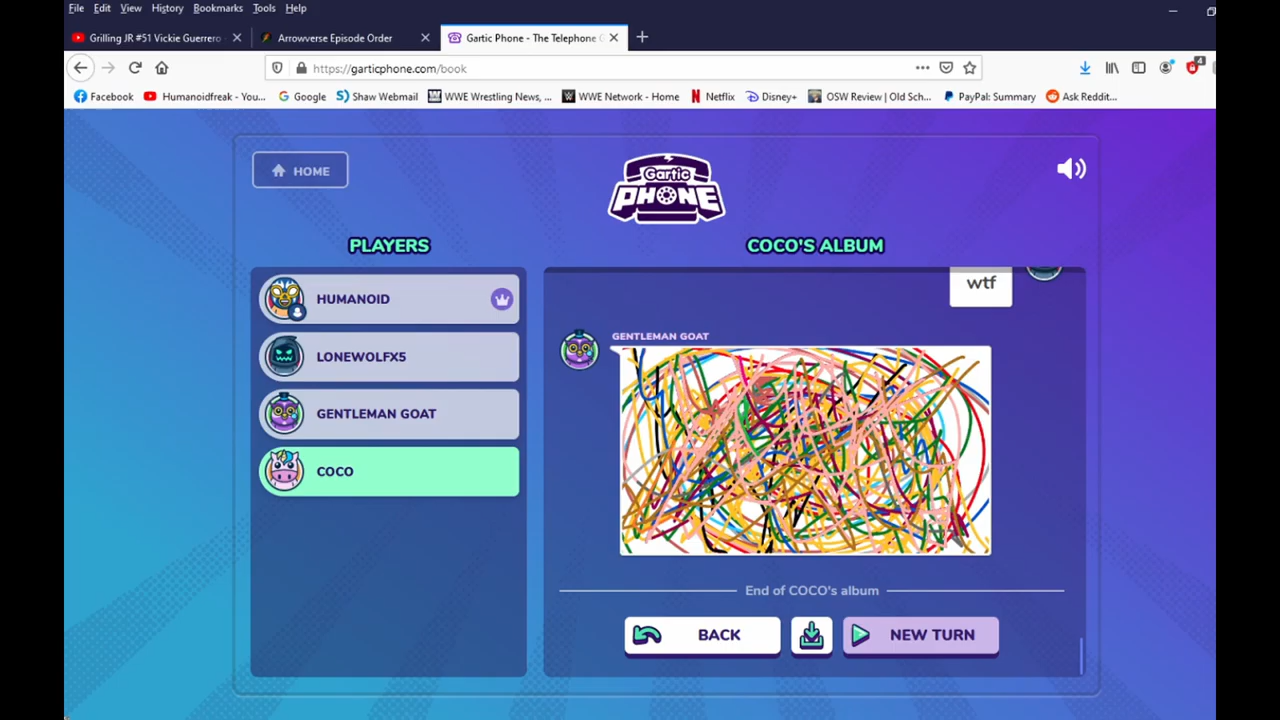 File Edit View History Bookmarks Tools Help
Grilling JR #51 Vickie Guerrero - Arrowverse Episode Order Gartic Phone - The Telephone G
https://garticphone.com/book
Facebook Humanoidfreak - You... Google Shaw Webmail WWE Wrestling News, ... WWE Network - Home Netflix Disney+ OSW Review | Old Sch... PayPal: Summary Ask Reddit...
4
HOME
Gartic
PHONE
PLAYERS
COCO'S ALBUM
HUMANOID
LONEWOLFX5
GENTLEMAN GOAT
COCO
wtf
GENTLEMAN GOAT
End of COCO's album
BACK
NEW TURN